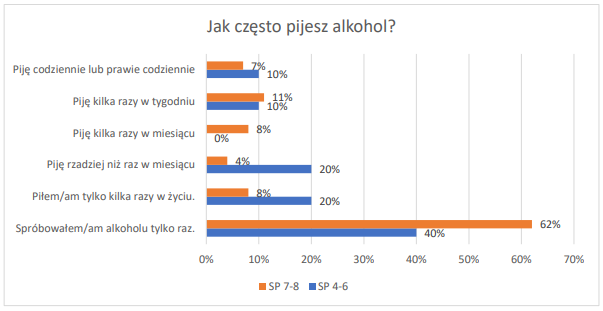 Jak często pijesz alkohol?
Piję codziennie lub prawie codziennie
7%
10%
Piję kilka razy w tygodniu
11%
10%
Piję kilka razy w miesiącu
8%
0%
Piję rzadziej niż raz w miesiącu
4%
20%
Piłem/am tylko kilka razy w życiu.
8%
20%
Spróbowałem/am alkoholu tylko raz.
62%
40%
0% 10% 20% 30% 40% 50% 60% 70%
SP 7-8 SP 4-6